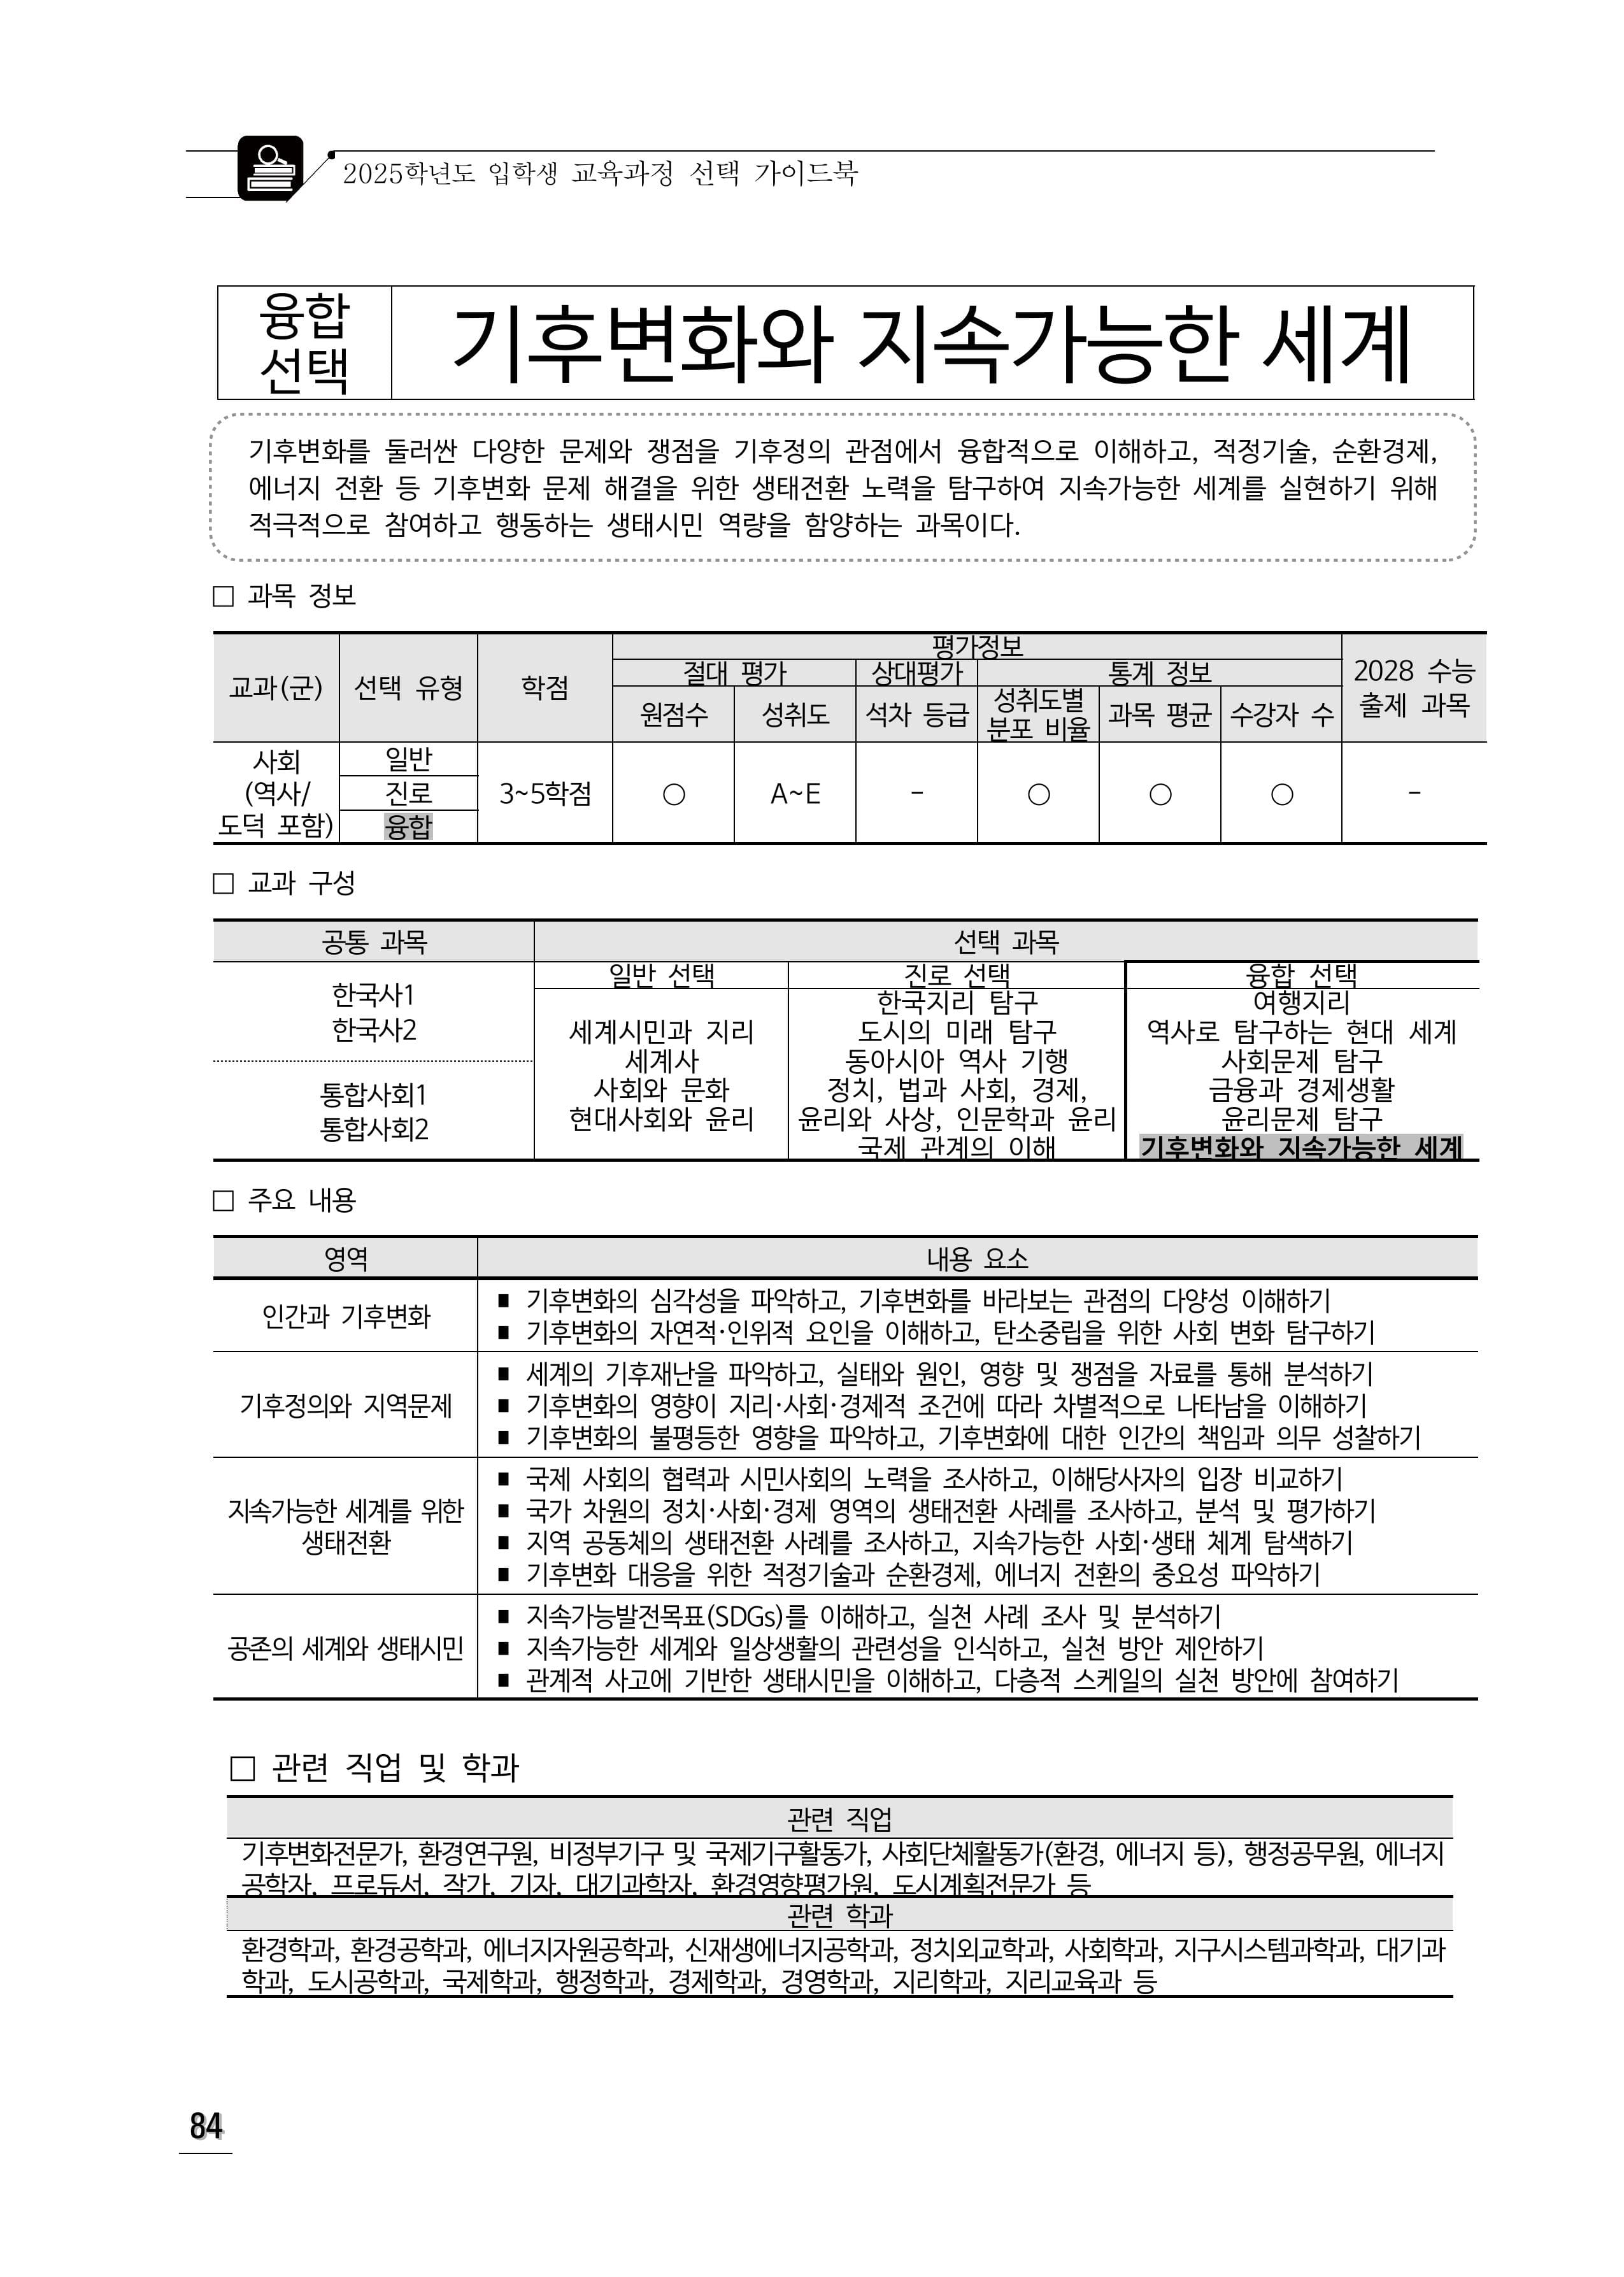 2025학년도 입학생 교육과정 선택 가이드북
융합
선택
기후변화와 지속가능한 세계
기후변화를 둘러싼 다양한 문제와 쟁점을 기후정의 관점에서 융합적으로 이해하고, 적정기술, 순환경제,
에너지 전환 등 기후변화 문제 해결을 위한 생태전환 노력을 탐구하여 지속가능한 세계를 실현하기 위해
적극적으로 참여하고 행동하는 생태시민 역량을 함양하는 과목이다.
□ 과목 정보
교과(군) 선택 유형 학점 평가정보 2028 수능
출제 과목
절대 평가 상대평가 통계 정보
원점수 성취도 석차 등급 성취도별
분포 비율 과목 평균 수강자 수
사회
(역사/
도덕 포함)
일반
진로
융합
3~5학점 ○ A~E - ○ ○ ○ -
□ 교과 구성
공통 과목 선택 과목
한국사1
한국사2
통합사회1
통합사회2
일반 선택
세계시민과 지리
세계사
사회와 문화
현대사회와 윤리
진로 선택
한국지리 탐구
도시의 미래 탐구
동아시아 역사 기행
정치, 법과 사회, 경제,
윤리와 사상, 인문학과 윤리
국제 관계의 이해
융합 선택
여행지리
역사로 탐구하는 현대 세계
사회문제 탐구
금융과 경제생활
윤리문제 탐구
기후변화와 지속가능한 세계
□ 주요 내용
영역 내용 요소
인간과 기후변화
■ 기후변화의 심각성을 파악하고, 기후변화를 바라보는 관점의 다양성 이해하기
■ 기후변화의 자연적·인위적 요인을 이해하고, 탄소중립을 위한 사회 변화 탐구하기
기후정의와 지역문제
■ 세계의 기후재난을 파악하고, 실태와 원인, 영향 및 쟁점을 자료를 통해 분석하기
■ 기후변화의 영향이 지리·사회·경제적 조건에 따라 차별적으로 나타남을 이해하기
■ 기후변화의 불평등한 영향을 파악하고, 기후변화에 대한 인간의 책임과 의무 성찰하기
지속가능한 세계를 위한
생태전환
■ 국제 사회의 협력과 시민사회의 노력을 조사하고, 이해당사자의 입장 비교하기
■ 국가 차원의 정치·사회·경제 영역의 생태전환 사례를 조사하고, 분석 및 평가하기
■ 지역 공동체의 생태전환 사례를 조사하고, 지속가능한 사회·생태 체계 탐색하기
■ 기후변화 대응을 위한 적정기술과 순환경제, 에너지 전환의 중요성 파악하기
공존의 세계와 생태시민
■ 지속가능발전목표(SDGs)를 이해하고, 실천 사례 조사 및 분석하기
■ 지속가능한 세계와 일상생활의 관련성을 인식하고, 실천 방안 제안하기
■ 관계적 사고에 기반한 생태시민을 이해하고, 다층적 스케일의 실천 방안에 참여하기
□ 관련 직업 및 학과
관련 직업
기후변화전문가, 환경연구원, 비정부기구 및 국제기구활동가, 사회단체활동가(환경, 에너지 등), 행정공무원, 에너지
공학자, 프로듀서, 작가, 기자, 대기과학자, 환경영향평가원, 도시계획전문가 등
관련 학과
환경학과, 환경공학과, 에너지자원공학과, 신재생에너지공학과, 정치외교학과, 사회학과, 지구시스템과학과, 대기과
학과, 도시공학과, 국제학과, 행정학과, 경제학과, 경영학과, 지리학과, 지리교육과 등
84